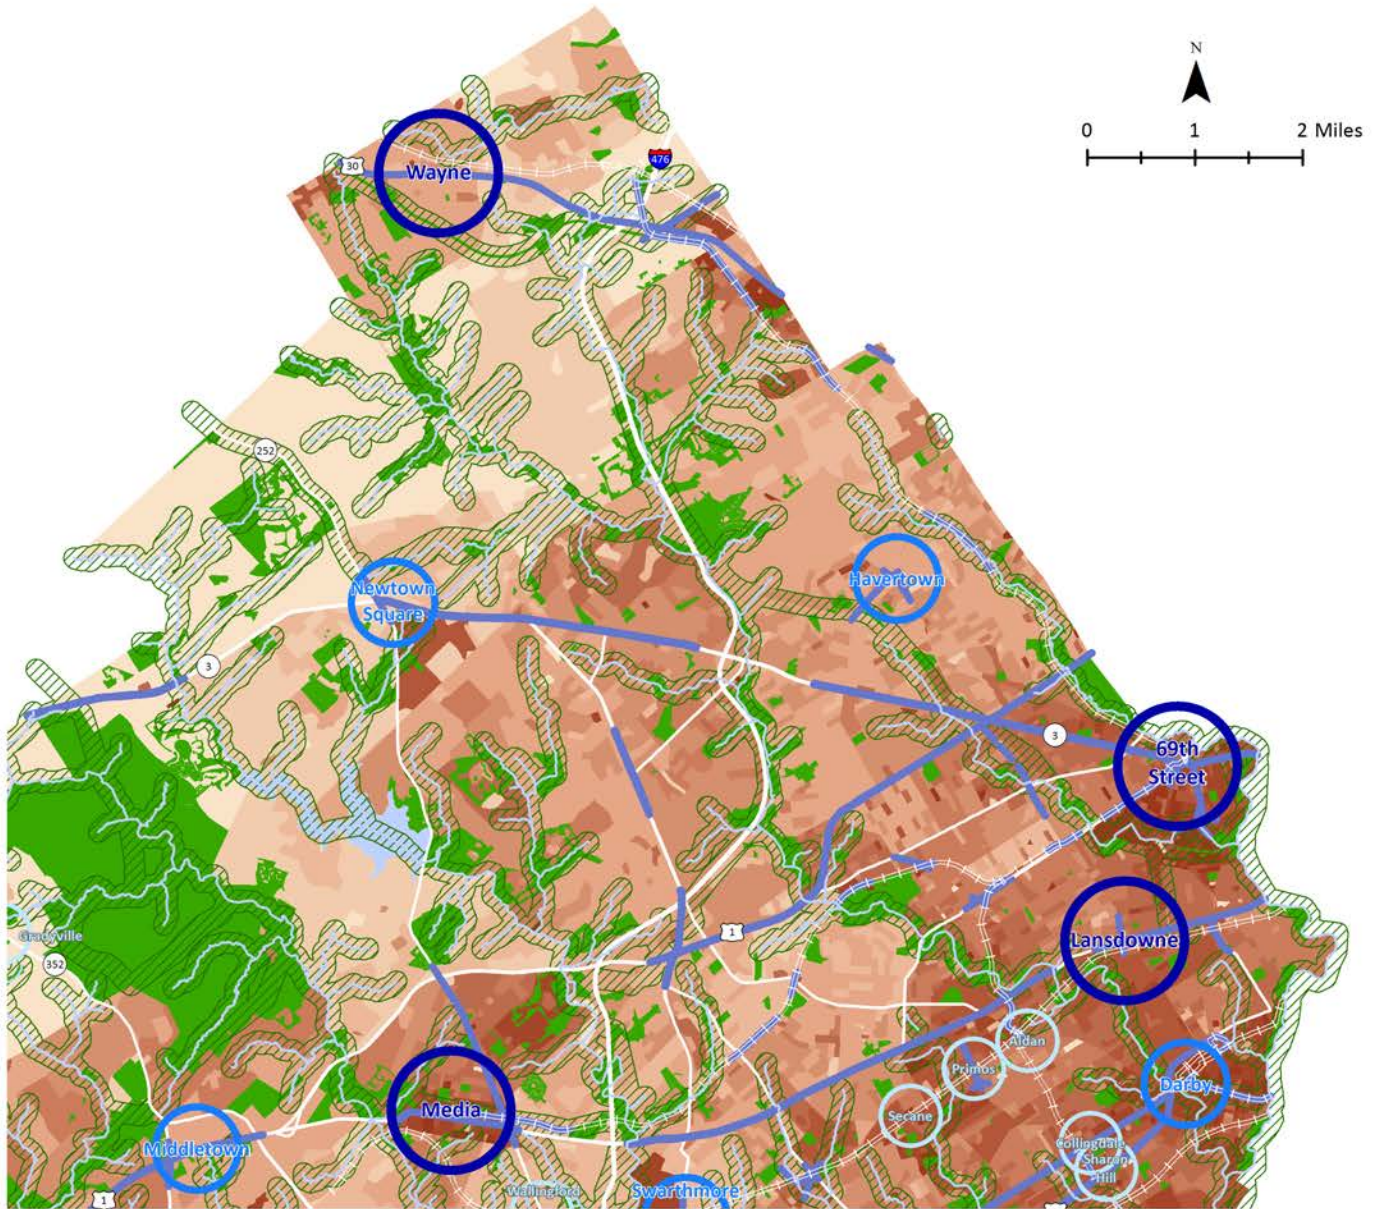 N
0 1 2 Miles
476
30
Wayne
252
Newtown
Square
Havertown
3
3
69th
Street
1
Gradyville
352
Lansdowne
Aldan
Primos
Darby
Secane
Media
Collingdale
Sharon
Hill
Middletown
Wallingford
Swarthmore
1